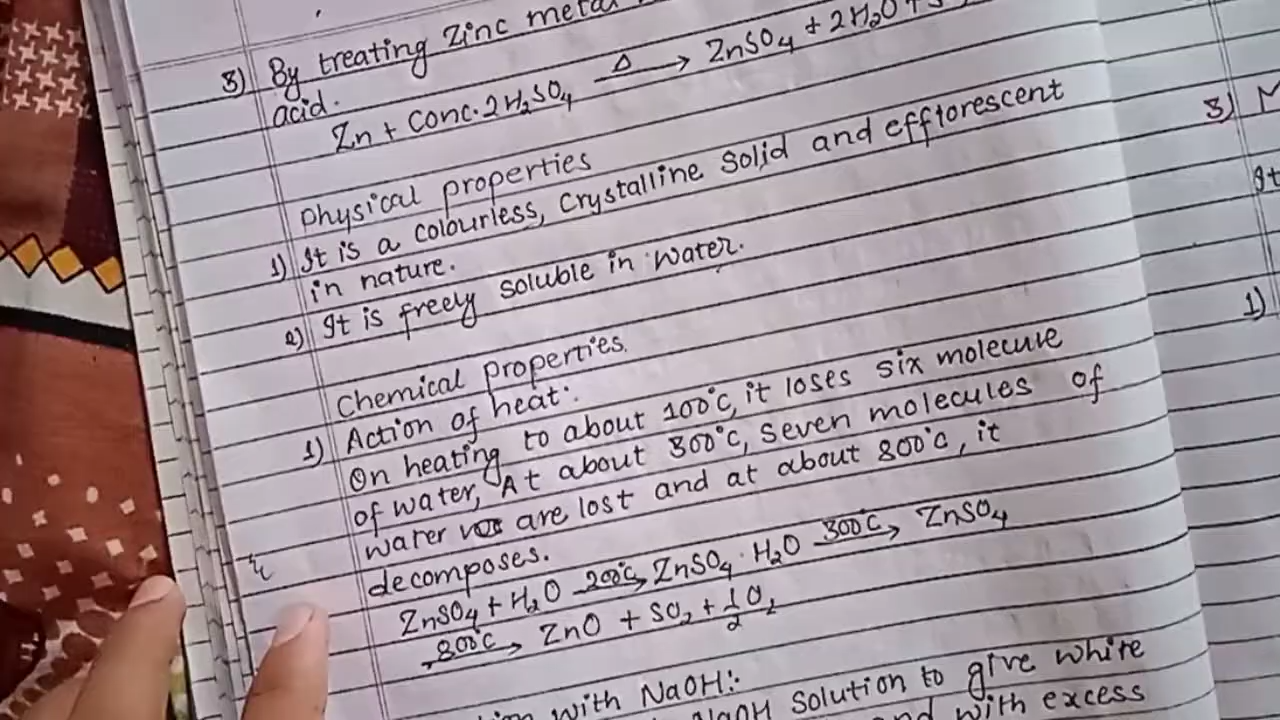 3) By treating Zinc metal
acid.
Zn + Conc. 2H₂SO₄ —Δ→ ZnSO₄ + 2H₂O +
Physical properties
1) It is a colourless, crystalline solid and efflorescent
in nature.
2) It is freely soluble in water.
Chemical properties.
1) Action of heat:
On heating to about 100°C, it loses six molecule
of water, At about 300°C, seven molecules of
water are lost and at about 800°C, it
decomposes.
ZnSO₄ + H₂O —200°C→ ZnSO₄ · H₂O —300°C→ ZnSO₄
—800°C→ ZnO + SO₂ + 1/2 O₂
with NaOH:
NaOH solution to give white
and with excess
3) M
It
1)